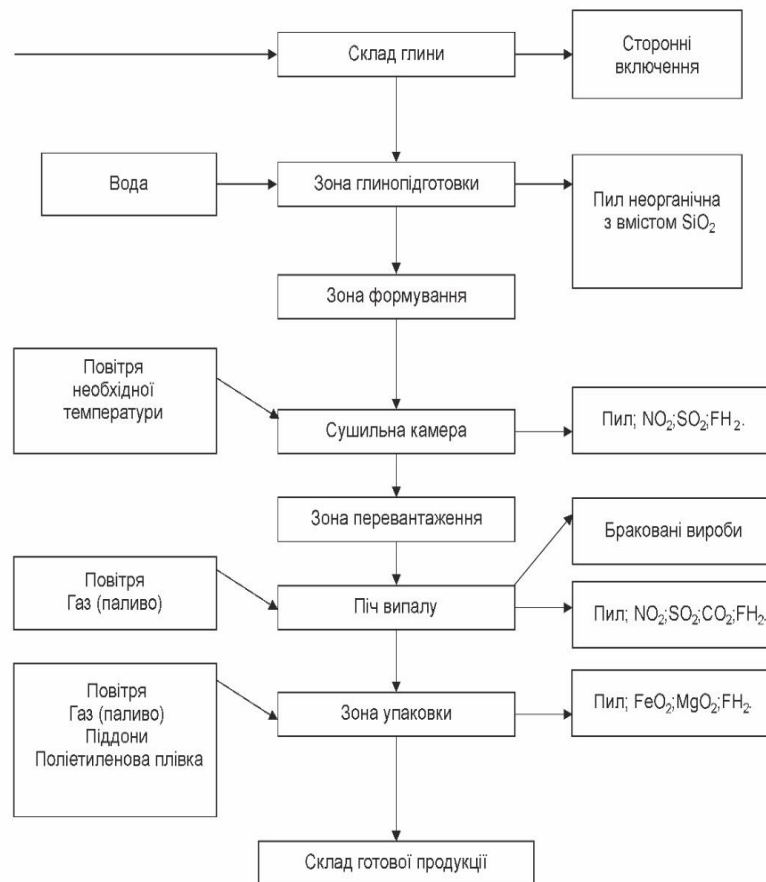 Склад глини
Сторонні
включення
Вода
Зона глинопідготовки
Пил неорганічна
з вмістом SiO₂
Зона формування
Повітря
необхідної
температури
Сушильна камера
Пил; NO₂;SO₂;FH₂.
Зона перевантаження
Браковані вироби
Повітря
Газ (паливо)
Піч випалу
Пил; NO₂;SO₂;CO₂;FH₂.
Повітря
Газ (паливо)
Піддони
Поліетиленова плівка
Зона упаковки
Пил; FeO₂;MgO₂;FH₂.
Склад готової продукції